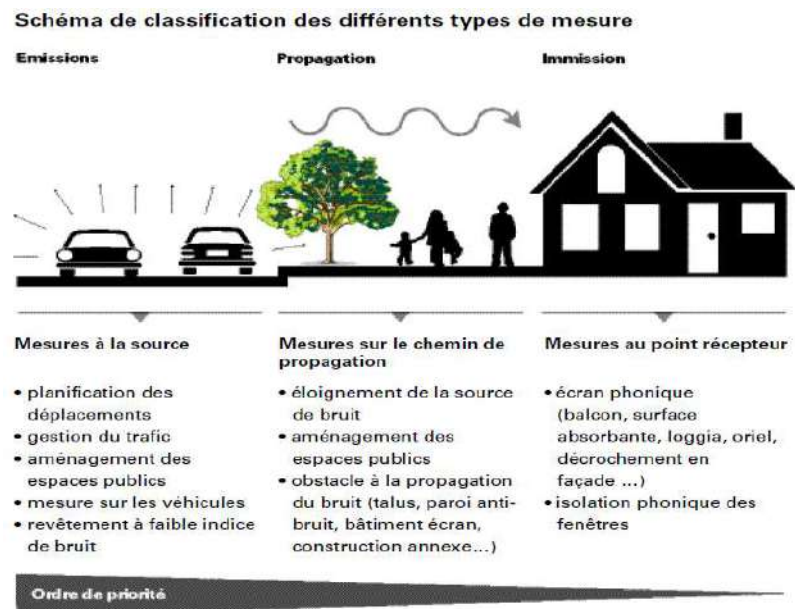 Schéma de classification des différents types de mesure
Emissions
Propagation
Immission
Mesures à la source
• planification des
déplacements
• gestion du trafic
• aménagement des
espaces publics
• mesure sur les véhicules
• revêtement à faible indice
de bruit
Mesures sur le chemin de
propagation
• éloignement de la source
de bruit
• aménagement des
espaces publics
• obstacle à la propagation
du bruit (talus, paroi anti-
bruit, bâtiment écran,
construction annexe...)
Mesures au point récepteur
• écran phonique
(balcon, surface
absorbante, loggia, oriel,
décrochement en
façade ...)
• isolation phonique des
fenêtres
Ordre de priorité